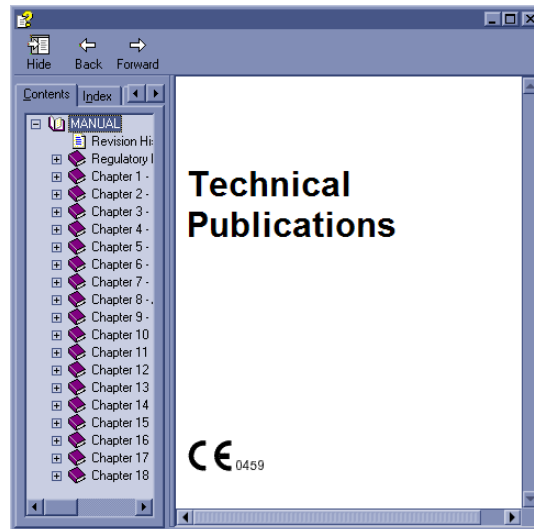 Hide Back Forward
Contents Index
MANUAL
Revision Hi
Regulatory I
Chapter 1 -
Chapter 2 -
Chapter 3 -
Chapter 4 -
Chapter 5 -
Chapter 6 -
Chapter 7 -
Chapter 8 - .
Chapter 9 -
Chapter 10
Chapter 11
Chapter 12
Chapter 13
Chapter 14
Chapter 15
Chapter 16
Chapter 17
Chapter 18
Technical
Publications
CE 0459